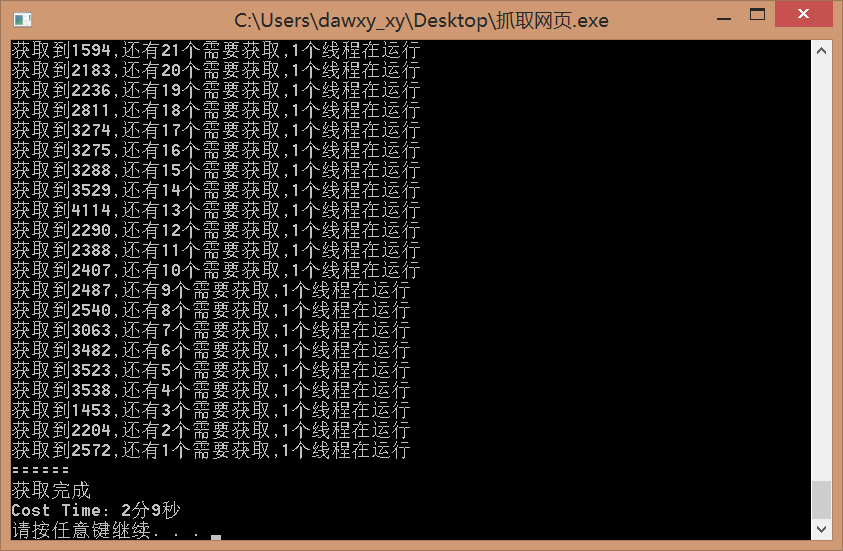 C:\Users\dawxy_xy\Desktop\抓取网页.exe
获取到1594,还有21个需要获取,1个线程在运行
获取到2183,还有20个需要获取,1个线程在运行
获取到2236,还有19个需要获取,1个线程在运行
获取到2811,还有18个需要获取,1个线程在运行
获取到3274,还有17个需要获取,1个线程在运行
获取到3275,还有16个需要获取,1个线程在运行
获取到3288,还有15个需要获取,1个线程在运行
获取到3529,还有14个需要获取,1个线程在运行
获取到4114,还有13个需要获取,1个线程在运行
获取到2290,还有12个需要获取,1个线程在运行
获取到2388,还有11个需要获取,1个线程在运行
获取到2407,还有10个需要获取,1个线程在运行
获取到2487,还有9个需要获取,1个线程在运行
获取到2540,还有8个需要获取,1个线程在运行
获取到3063,还有7个需要获取,1个线程在运行
获取到3482,还有6个需要获取,1个线程在运行
获取到3523,还有5个需要获取,1个线程在运行
获取到3538,还有4个需要获取,1个线程在运行
获取到1453,还有3个需要获取,1个线程在运行
获取到2204,还有2个需要获取,1个线程在运行
获取到2572,还有1个需要获取,1个线程在运行
======
获取完成
Cost Time: 2分9秒
请按任意键继续. . .